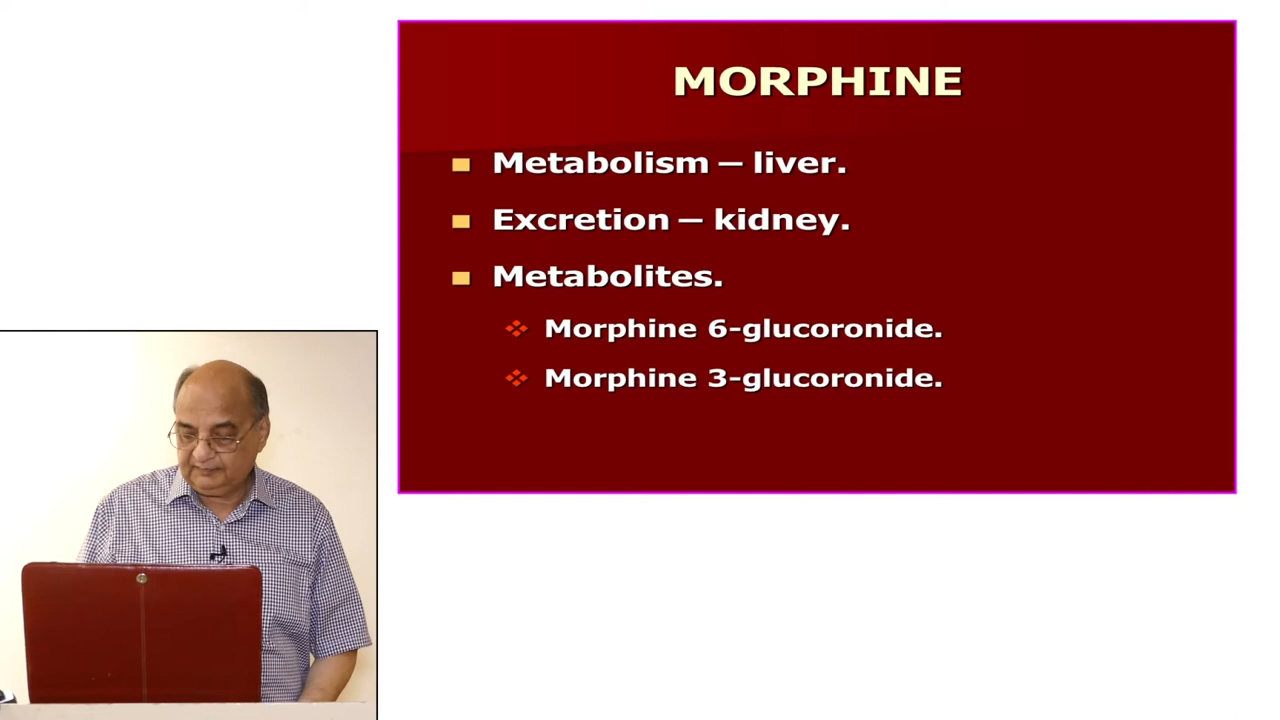 MORPHINE
Metabolism – liver.
Excretion – kidney.
Metabolites.
Morphine 6-glucoronide.
Morphine 3-glucoronide.